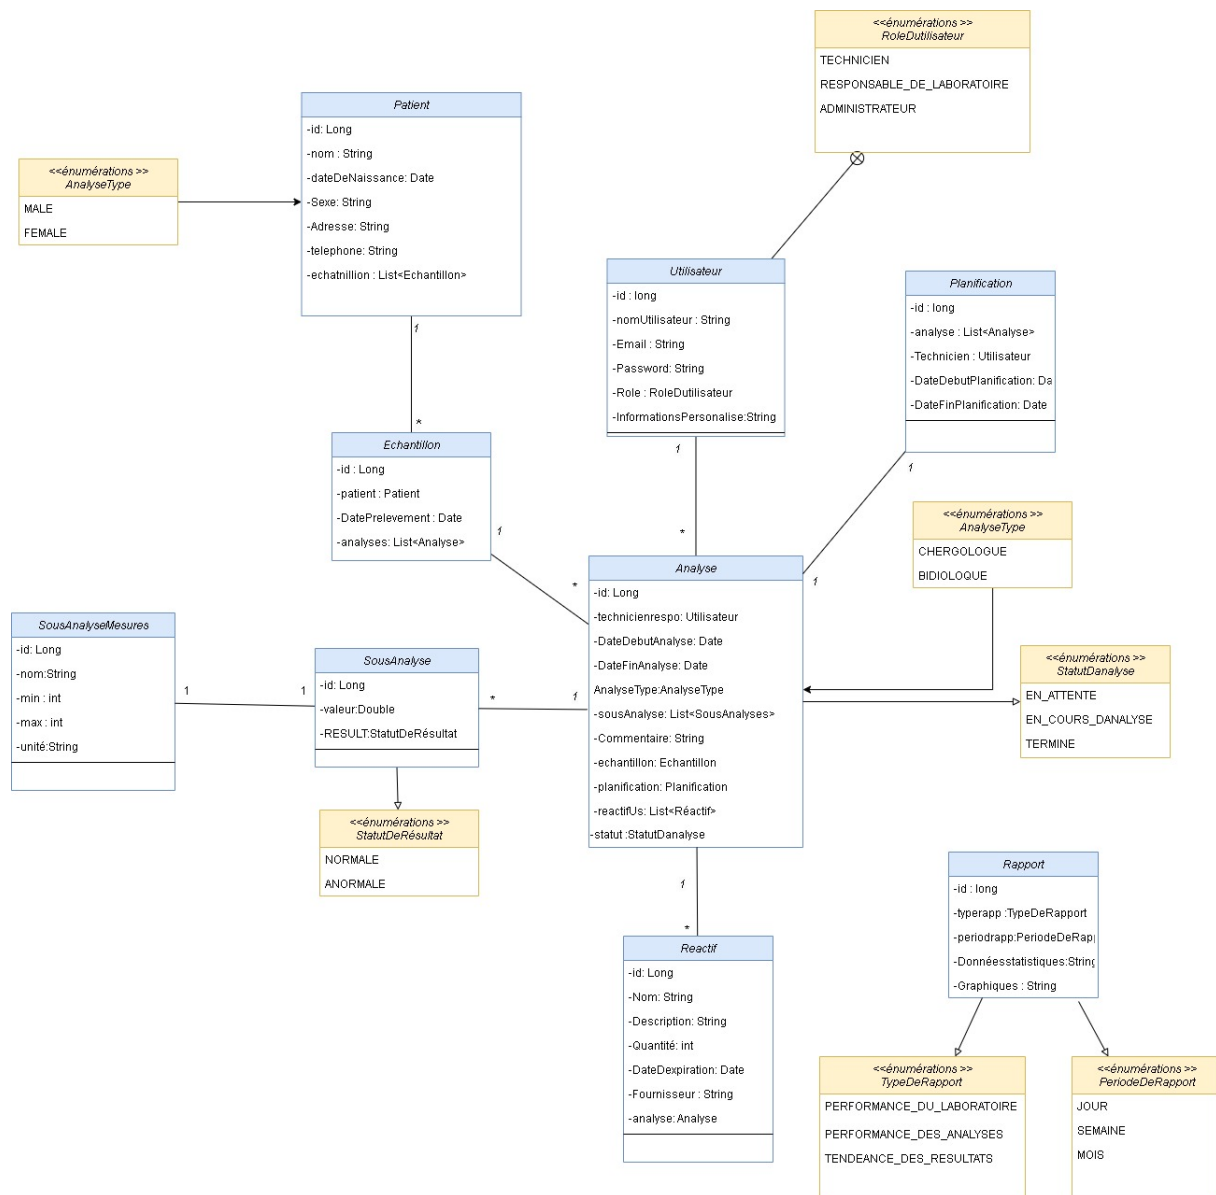 <<énumérations >>
RoleDutilisateur
TECHNICIEN
RESPONSABLE_DE_LABORATOIRE
ADMINISTRATEUR
Patient
-id: Long
-nom : String
-dateDeNaissance: Date
-Sexe: String
-Adresse: String
-telephone: String
-echatnillion : List<Echantillon>
<<énumérations >>
AnalyseType
MALE
FEMALE
Utilisateur
-id : long
-nomUtilisateur : String
-Email : String
-Password: String
-Role : RoleDutilisateur
-InformationsPersonalise:String
Planification
-id : long
-analyse : List<Analyse>
-Technicien : Utilisateur
-DateDebutPlanification: Da
-DateFinPlanification: Date
1
*
1
*
1
1
Echantillon
-id : Long
-patient : Patient
-DatePrelevement : Date
-analyses: List<Analyse>
1
*
<<énumérations >>
AnalyseType
CHERGOLOGUE
BIDIOLOQUE
Analyse
-id: Long
-technicienrespo: Utilisateur
-DateDebutAnalyse: Date
-DateFinAnalyse: Date
AnalyseType:AnalyseType
-sousAnalyse: List<SousAnalyses>
-Commentaire: String
-echantillon: Echantillon
-planification: Planification
-reactifUs: List<Réactif>
-statut :StatutDanalyse
SousAnalyseMesures
-id: Long
-nom:String
-min : int
-max : int
-unité:String
1
1
SousAnalyse
-id: Long
-valeur:Double
-RESULT:StatutDeRésultat
*
1
<<énumérations >>
StatutDanalyse
EN_ATTENTE
EN_COURS_DANALYSE
TERMINE
<<énumérations >>
StatutDeRésultat
NORMALE
ANORMALE
1
*
Reactif
-id: Long
-Nom: String
-Description: String
-Quantité: int
-DateDexpiration: Date
-Fournisseur : String
-analyse:Analyse
Rapport
-id : long
-typerapp :TypeDeRapport
-periodrapp:PeriodeDeRap
-Donnéesstatistiques:String
-Graphiques : String
<<énumérations >>
TypeDeRapport
PERFORMANCE_DU_LABORATOIRE
PERFORMANCE_DES_ANALYSES
TENDEANCE_DES_RESULTATS
<<énumérations >>
PeriodeDeRapport
JOUR
SEMAINE
MOIS